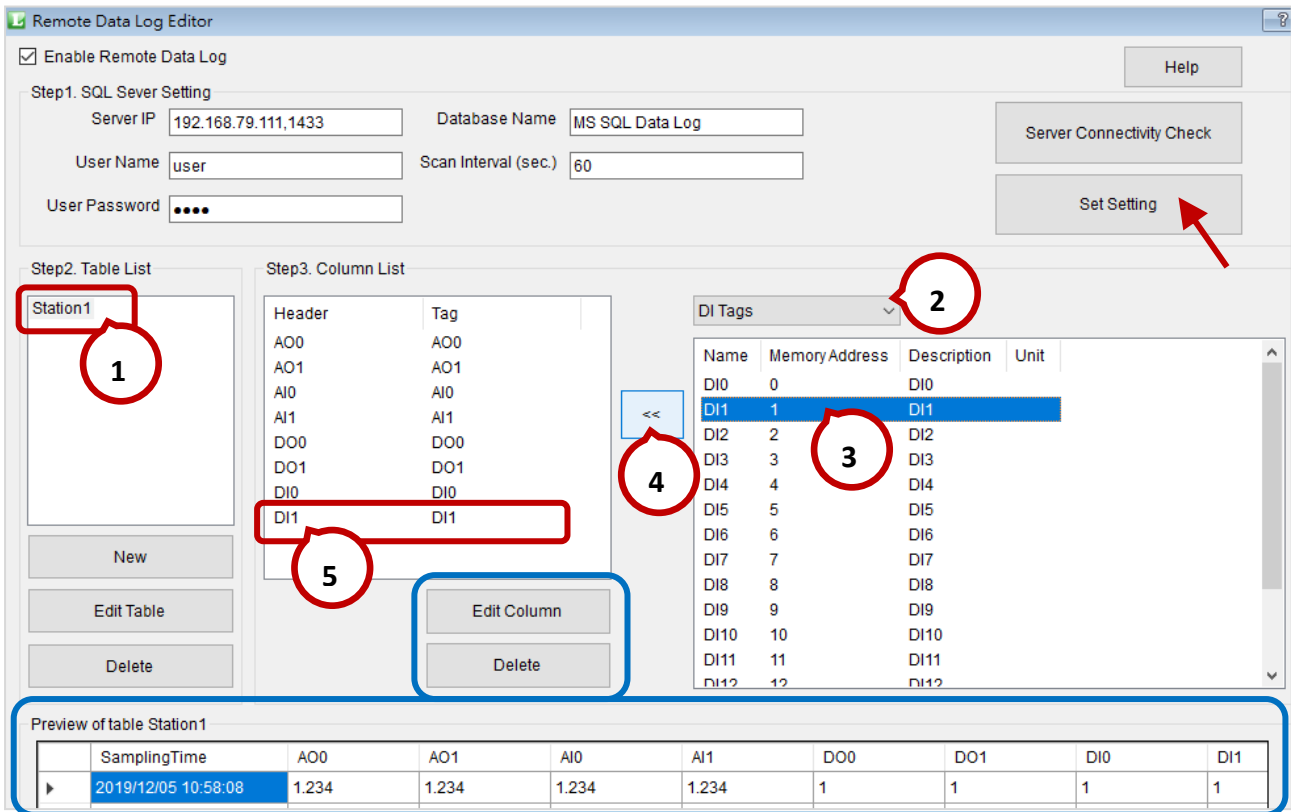 Remote Data Log Editor
?
Enable Remote Data Log
Help
Step1. SQL Sever Setting
Server IP 192.168.79.111,1433 Database Name MS SQL Data Log
Server Connectivity Check
User Name user Scan Interval (sec.) 60
User Password ●●●●
Set Setting
Step2. Table List
Station1
1
New
Edit Table
Delete
Step3. Column List
Header Tag
AO0 AO0
AO1 AO1
AI0 AI0
AI1 AI1
DO0 DO0
DO1 DO1
DI0 DI0
DI1 DI1
5
Edit Column
Delete
<<
4
DI Tags
2
Name Memory Address Description Unit
DI0 0 DI0
DI1 1 DI1
DI2 2 DI2
DI3 3 DI3
3
DI4 4 DI4
DI5 5 DI5
DI6 6 DI6
DI7 7 DI7
DI8 8 DI8
DI9 9 DI9
DI10 10 DI10
DI11 11 DI11
DI12 12 DI12
Preview of table Station1
SamplingTime AO0 AO1 AI0 AI1 DO0 DO1 DI0 DI1
2019/12/05 10:58:08 1.234 1.234 1.234 1.234 1 1 1 1